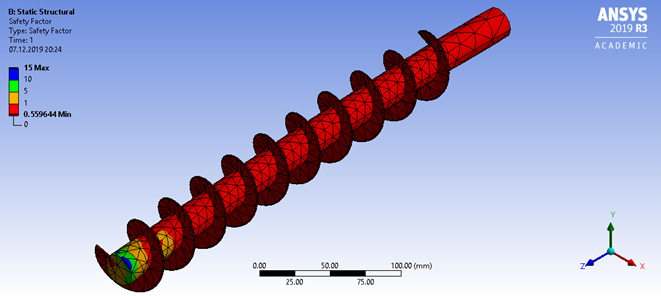 B: Static Structural
Safety Factor
Type: Safety Factor
Time: 1
07.12.2019 20:24
15 Max
10
5
1
0.559644 Min
0
ANSYS
2019 R3
ACADEMIC
0.00 50.00 100.00 (mm)
25.00 75.00
Y
Z X